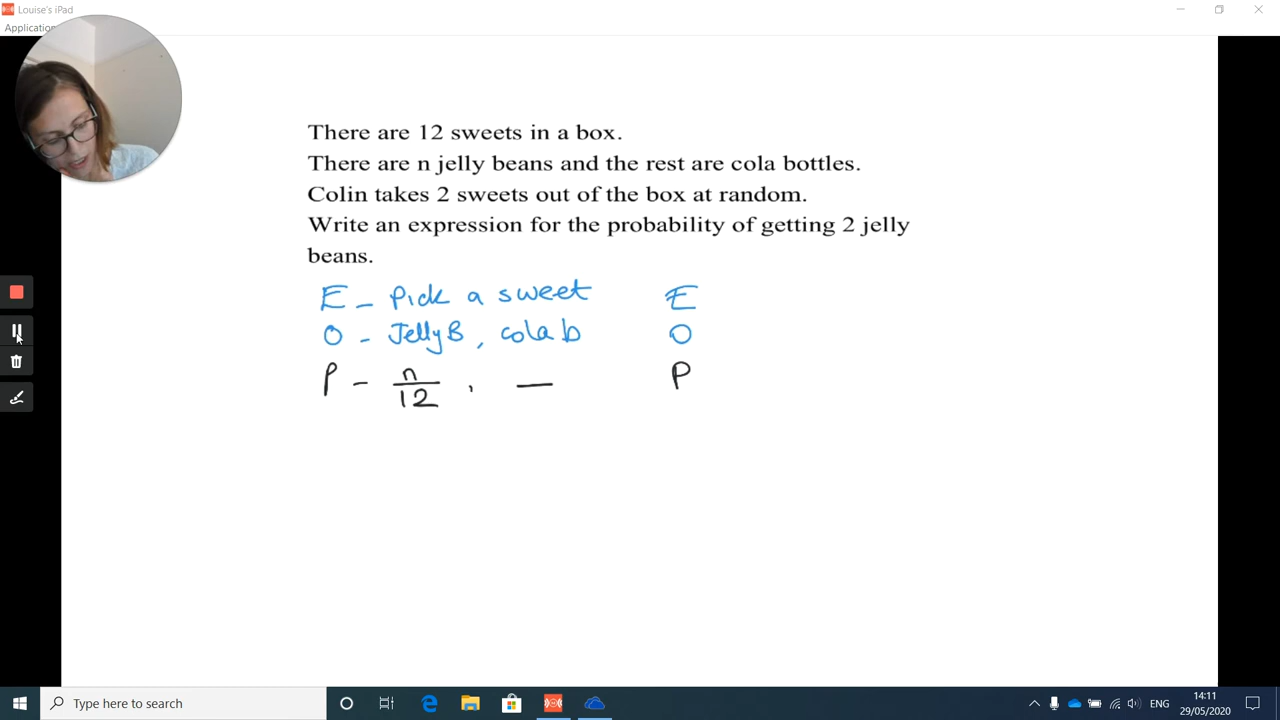 Louise's iPad
Application
There are 12 sweets in a box.
There are n jelly beans and the rest are cola bottles.
Colin takes 2 sweets out of the box at random.
Write an expression for the probability of getting 2 jelly
beans.
E - Pick a sweet E
O - JellyB, cola b O
P - n/12 , — P
Type here to search
ENG
14:11
29/05/2020